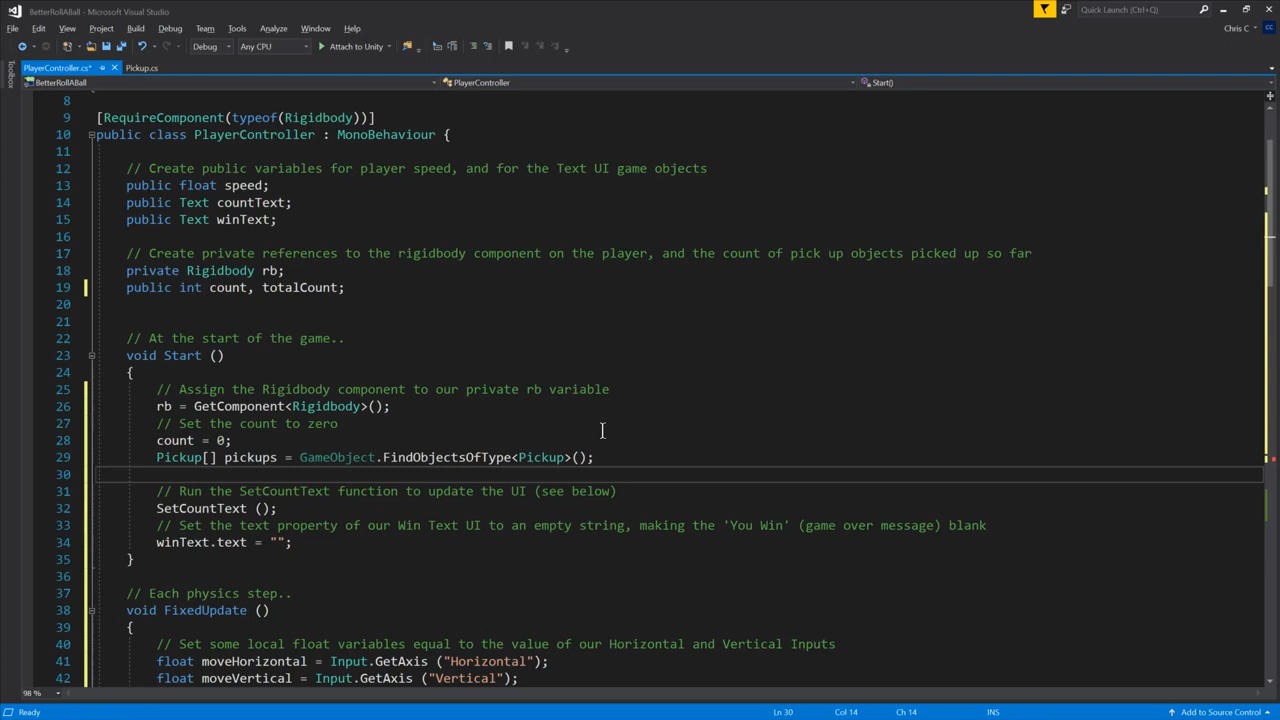 BetterRollABall - Microsoft Visual Studio
Quick Launch (Ctrl+Q)
File Edit View Project Build Debug Team Tools Analyze Window Help
Chris C CC
Debug Any CPU Attach to Unity
PlayerController.cs* Pickup.cs
Toolbox
BetterRollABall PlayerController Start()
8
9 [RequireComponent(typeof(Rigidbody))]
10 public class PlayerController : MonoBehaviour {
11
12 // Create public variables for player speed, and for the Text UI game objects
13 public float speed;
14 public Text countText;
15 public Text winText;
16
17 // Create private references to the rigidbody component on the player, and the count of pick up objects picked up so far
18 private Rigidbody rb;
19 public int count, totalCount;
20
21
22 // At the start of the game..
23 void Start ()
24 {
25 // Assign the Rigidbody component to our private rb variable
26 rb = GetComponent<Rigidbody>();
27 // Set the count to zero
28 count = 0;
29 Pickup[] pickups = GameObject.FindObjectsOfType<Pickup>();
30
31 // Run the SetCountText function to update the UI (see below)
32 SetCountText ();
33 // Set the text property of our Win Text UI to an empty string, making the 'You Win' (game over message) blank
34 winText.text = "";
35 }
36
37 // Each physics step..
38 void FixedUpdate ()
39 {
40 // Set some local float variables equal to the value of our Horizontal and Vertical Inputs
41 float moveHorizontal = Input.GetAxis ("Horizontal");
42 float moveVertical = Input.GetAxis ("Vertical");
98 %
Ready Ln 30 Col 14 Ch 14 INS Add to Source Control